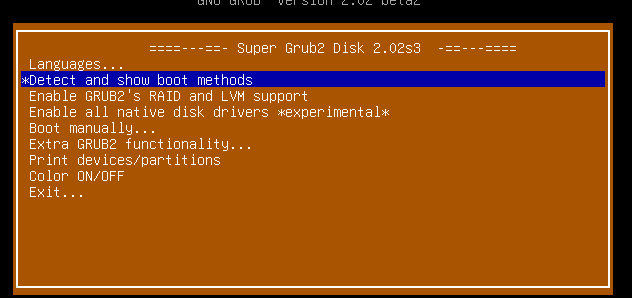 GNU GRUB version 2.02~beta2
====---==- Super Grub2 Disk 2.02s3 -==---====
Languages...
*Detect and show boot methods
Enable GRUB2's RAID and LVM support
Enable all native disk drivers *experimental*
Boot manually...
Extra GRUB2 functionality...
Print devices/partitions
Color ON/OFF
Exit...